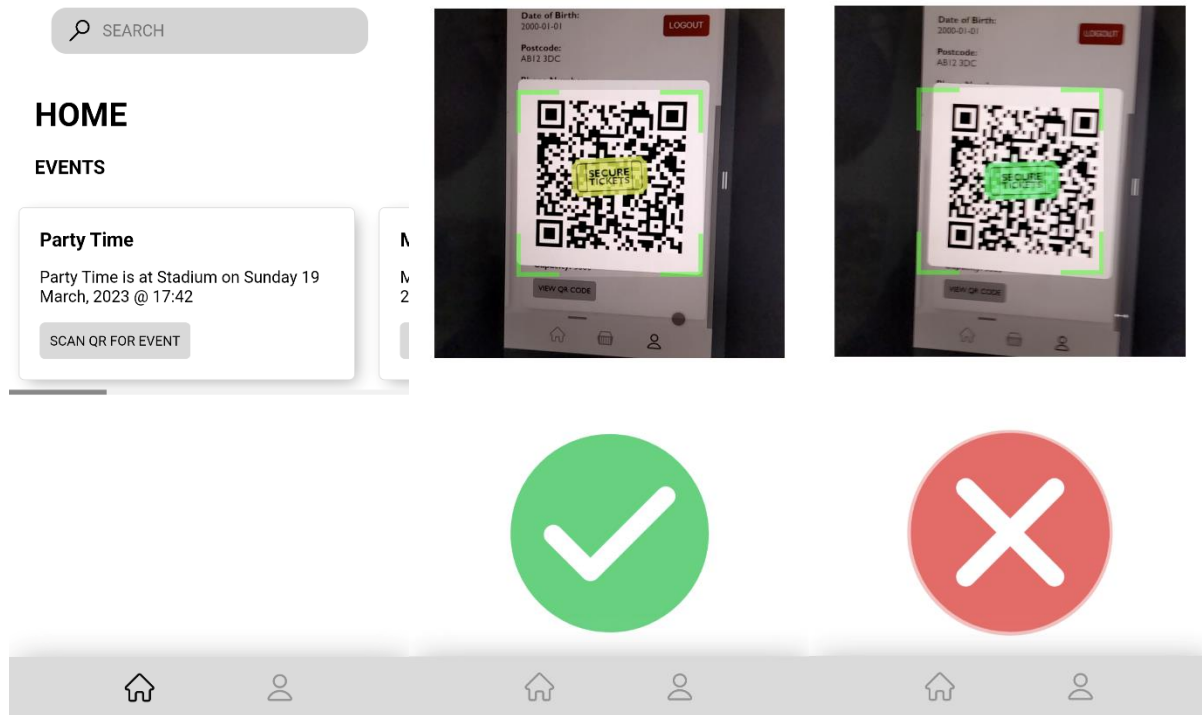 SEARCH
HOME
EVENTS
Party Time
Party Time is at Stadium on Sunday 19
March, 2023 @ 17:42
SCAN QR FOR EVENT
M
M
2
Date of Birth:
2000-01-01
LOGOUT
Postcode:
AB12 3DC
SECURE
TICKETS
VIEW QR CODE
Date of Birth:
2000-01-01
LOGOUT
Postcode:
AB12 3DC
SECURE
TICKETS
VIEW QR CODE